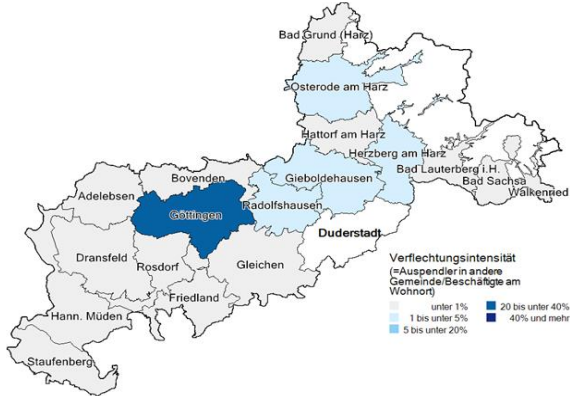 Bad Grund (Harz)
Osterode am Harz
Hattorf am Harz
Herzberg am Harz
Bad Lauterberg i.H.
Bad Sachsa
Walkenried
Bovenden
Gieboldehausen
Adelebsen
Radolfshausen
Göttingen
Duderstadt
Dransfeld
Rosdorf
Gleichen
Friedland
Hann. Müden
Staufenberg
Verflechtungsintensität
(=Auspendler in andere
Gemeinde/Beschäftigte am
Wohnort)
unter 1%
1 bis unter 5%
5 bis unter 20%
20 bis unter 40%
40% und mehr